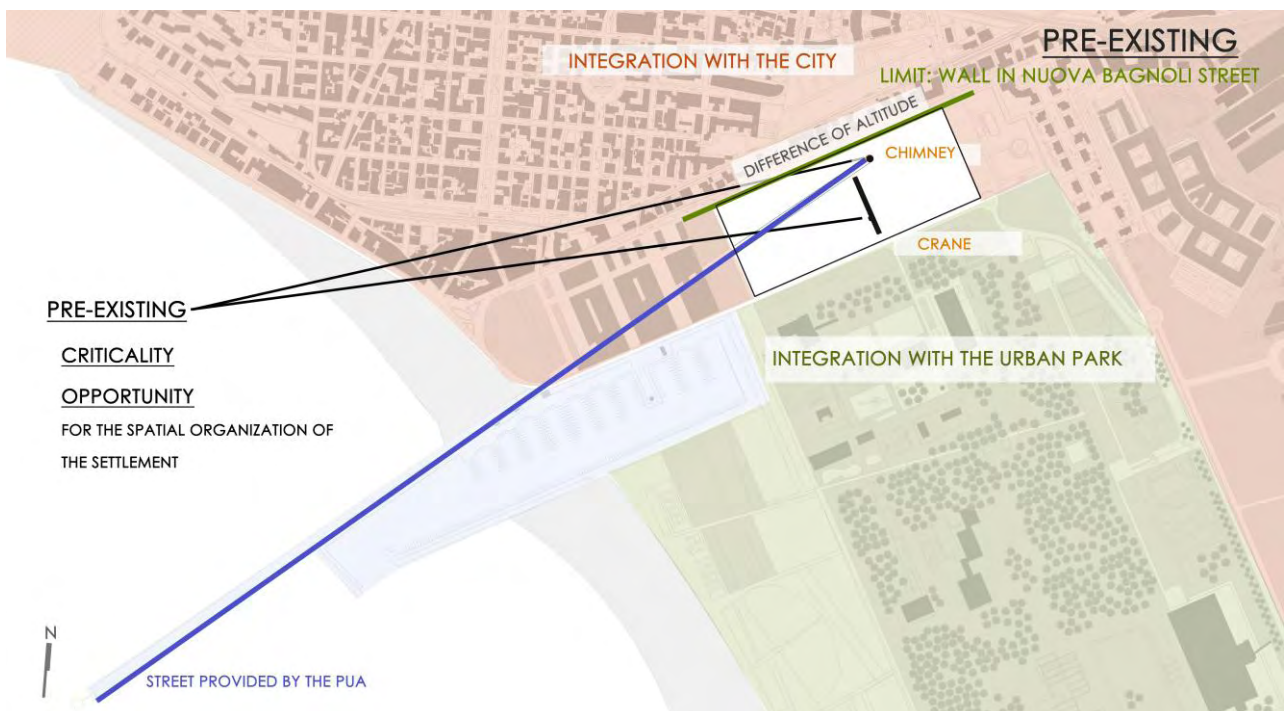 PRE-EXISTING
INTEGRATION WITH THE CITY
LIMIT: WALL IN NUOVA BAGNOLI STREET
DIFFERENCE OF ALTITUDE
CHIMNEY
CRANE
PRE-EXISTING
CRITICALITY
OPPORTUNITY
FOR THE SPATIAL ORGANIZATION OF
THE SETTLEMENT
INTEGRATION WITH THE URBAN PARK
N
STREET PROVIDED BY THE PUA